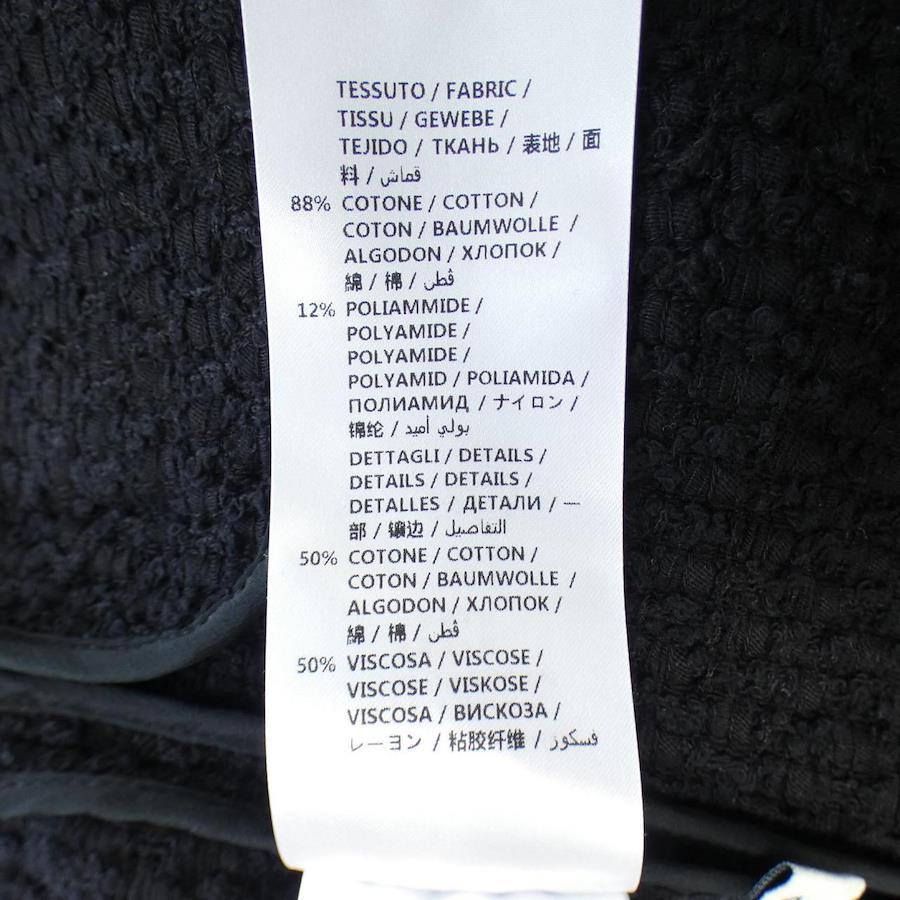 TESSUTO / FABRIC /
TISSU / GEWEBE /
TEJIDO / ТКАНЬ / 表地 / 面
料 / قماش
88% COTONE / COTTON /
COTON / BAUMWOLLE /
ALGODON / ХЛОПОК /
綿 / 棉 / قطن
12% POLIAMMIDE /
POLYAMIDE /
POLYAMIDE /
POLYAMID / POLIAMIDA /
ПОЛИАМИД / ナイロン /
锦纶 / بولي أميد
DETTAGLI / DETAILS /
DETAILS / DETAILS /
DETALLES / ДЕТАЛИ / 一
部 / 镶边 / التفاصيل
50% COTONE / COTTON /
COTON / BAUMWOLLE /
ALGODON / ХЛОПОК /
綿 / 棉 / قطن
50% VISCOSA / VISCOSE /
VISCOSE / VISKOSE /
VISCOSA / ВИСКОЗА /
レーヨン / 粘胶纤维 / فسكوز